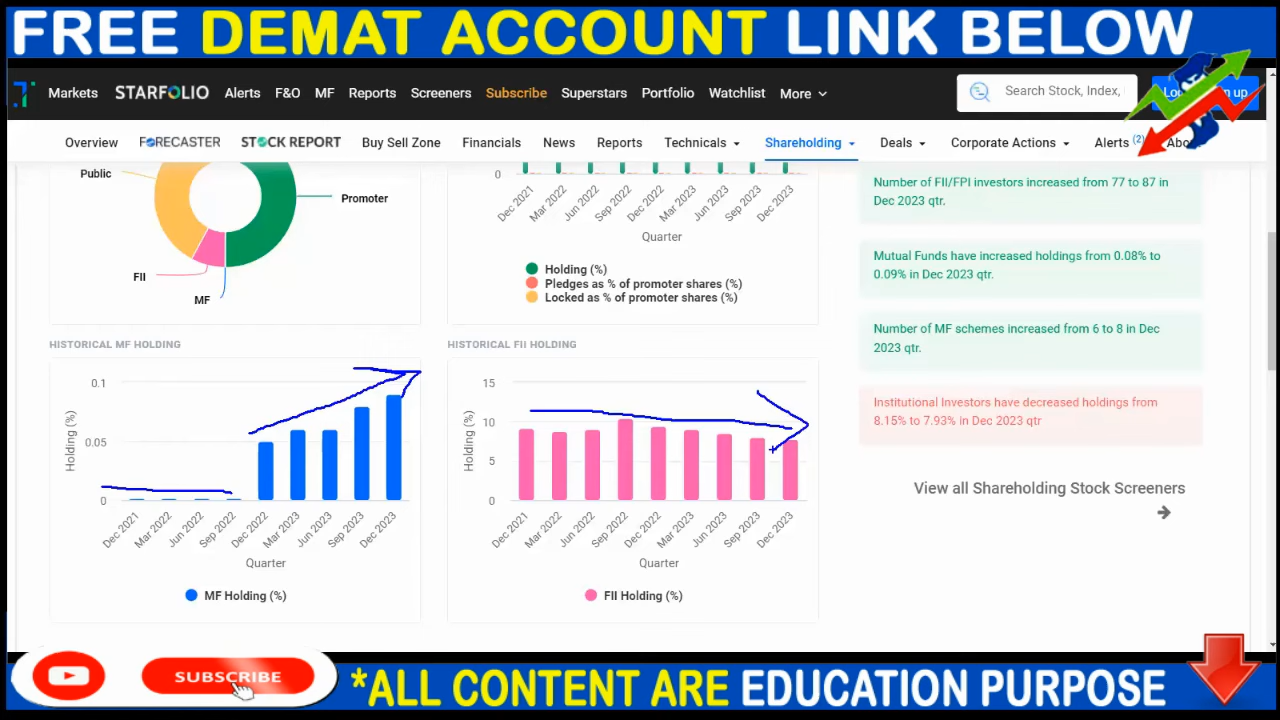 FREE DEMAT ACCOUNT LINK BELOW
Markets STARFOLIO Alerts F&O MF Reports Screeners Subscribe Superstars Portfolio Watchlist More Search Stock, Index, up
Overview FORECASTER STOCK REPORT Buy Sell Zone Financials News Reports Technicals Shareholding Deals Corporate Actions Alerts (2)
Public
Promoter
FII
MF
0
Dec 2021 Mar 2022 Jun 2022 Sep 2022 Dec 2022 Mar 2023 Jun 2023 Sep 2023 Dec 2023
Quarter
Holding (%)
Pledges as % of promoter shares (%)
Locked as % of promoter shares (%)
Number of FII/FPI investors increased from 77 to 87 in
Dec 2023 qtr.
Mutual Funds have increased holdings from 0.08% to
0.09% in Dec 2023 qtr.
Number of MF schemes increased from 6 to 8 in Dec
2023 qtr.
Institutional Investors have decreased holdings from
8.15% to 7.93% in Dec 2023 qtr
View all Shareholding Stock Screeners
HISTORICAL MF HOLDING
0.1
0.05
0
Holding (%)
Dec 2021 Mar 2022 Jun 2022 Sep 2022 Dec 2022 Mar 2023 Jun 2023 Sep 2023 Dec 2023
Quarter
MF Holding (%)
HISTORICAL FII HOLDING
15
10
5
0
Holding (%)
Dec 2021 Mar 2022 Jun 2022 Sep 2022 Dec 2022 Mar 2023 Jun 2023 Sep 2023 Dec 2023
Quarter
FII Holding (%)
SUBSCRIBE
*ALL CONTENT ARE EDUCATION PURPOSE